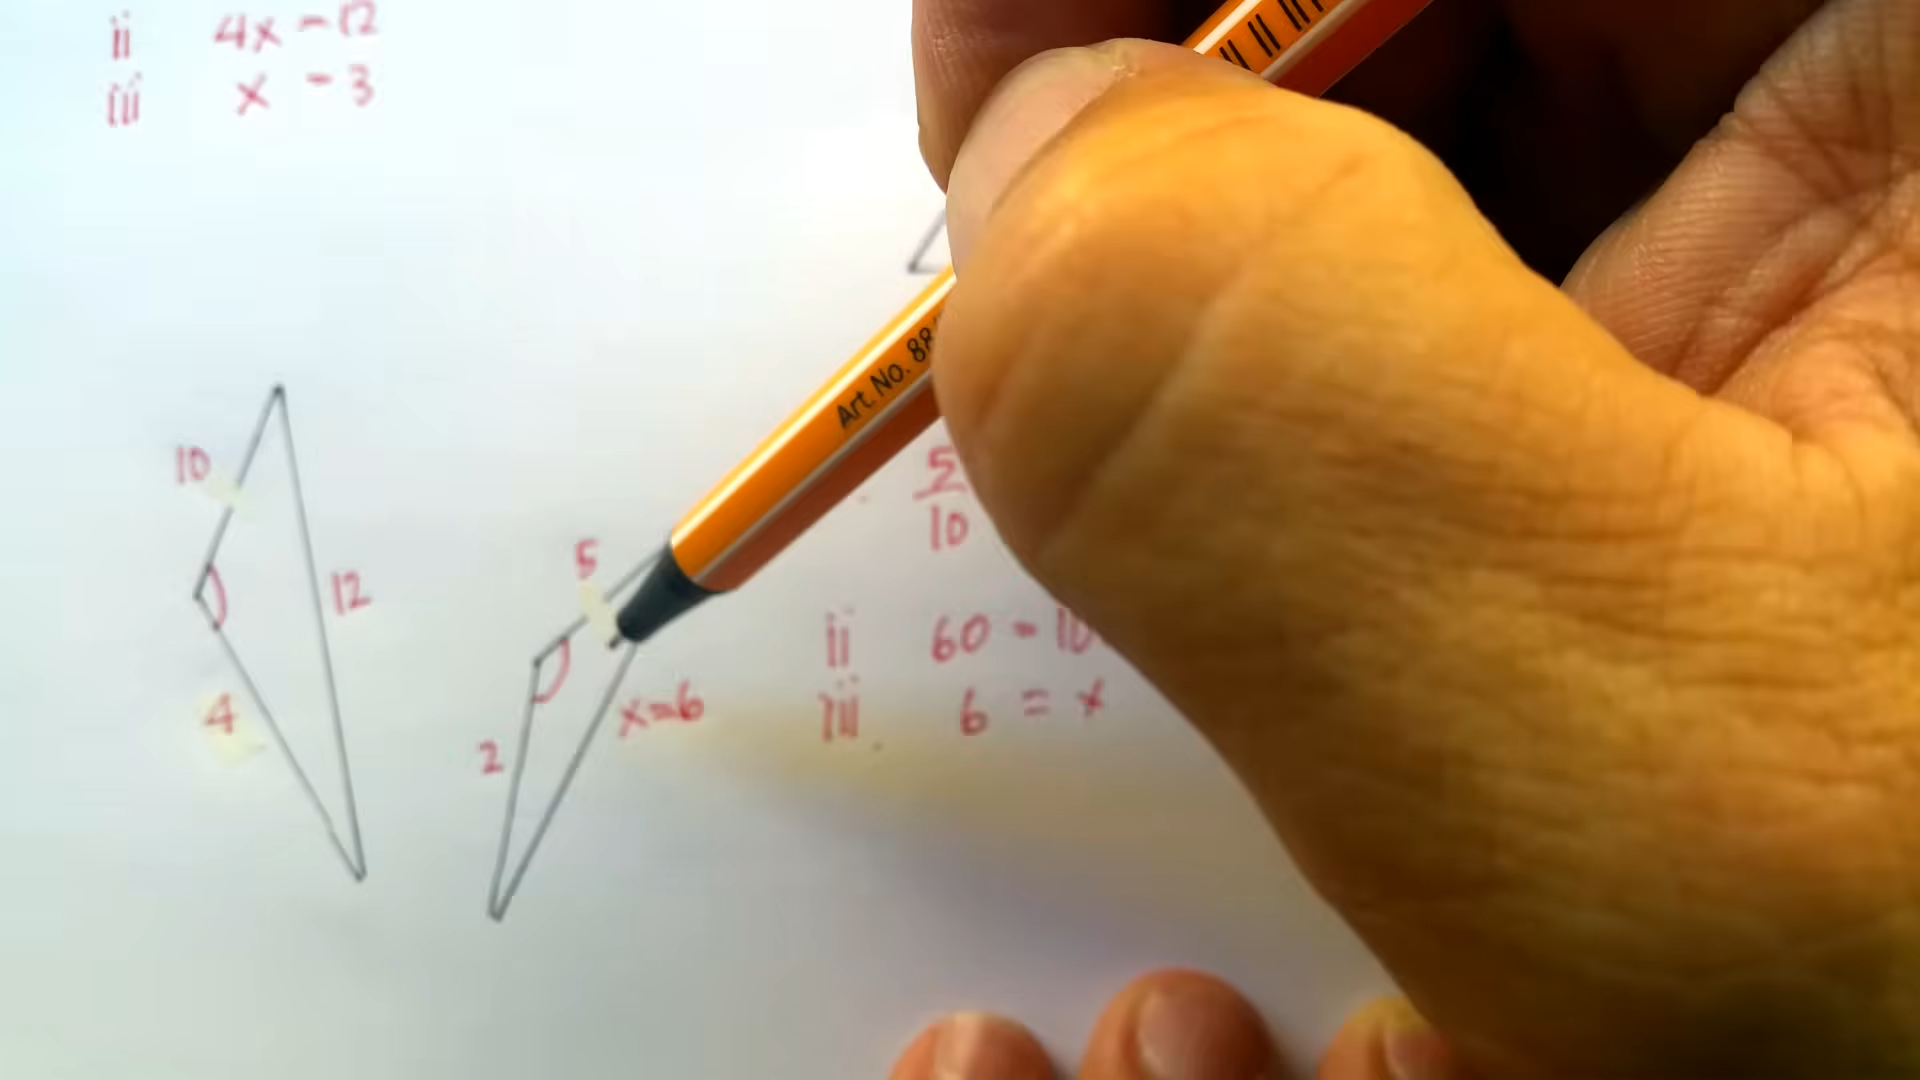 ii 4x = 12
iii x = 3
10
12
4
5
2
x=6
5
10
ii 60 = 10
iii 6 = x
Art. No. 88